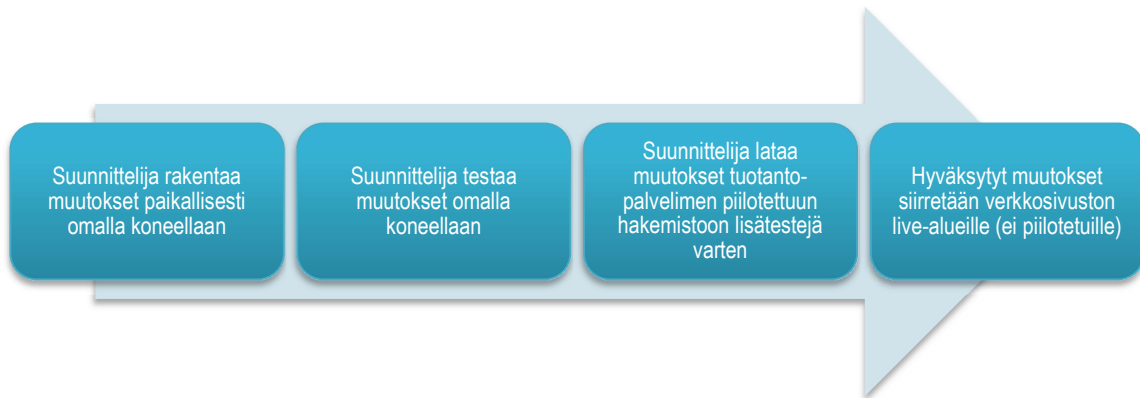 Suunnittelija rakentaa
muutokset paikallisesti
omalla koneellaan
Suunnittelija testaa
muutokset omalla
koneellaan
Suunnittelija lataa
muutokset tuotanto-
palvelimen piilotettuun
hakemistoon lisätestejä
varten
Hyväksytyt muutokset
siirretään verkkosivuston
live-alueille (ei piilotetuille)